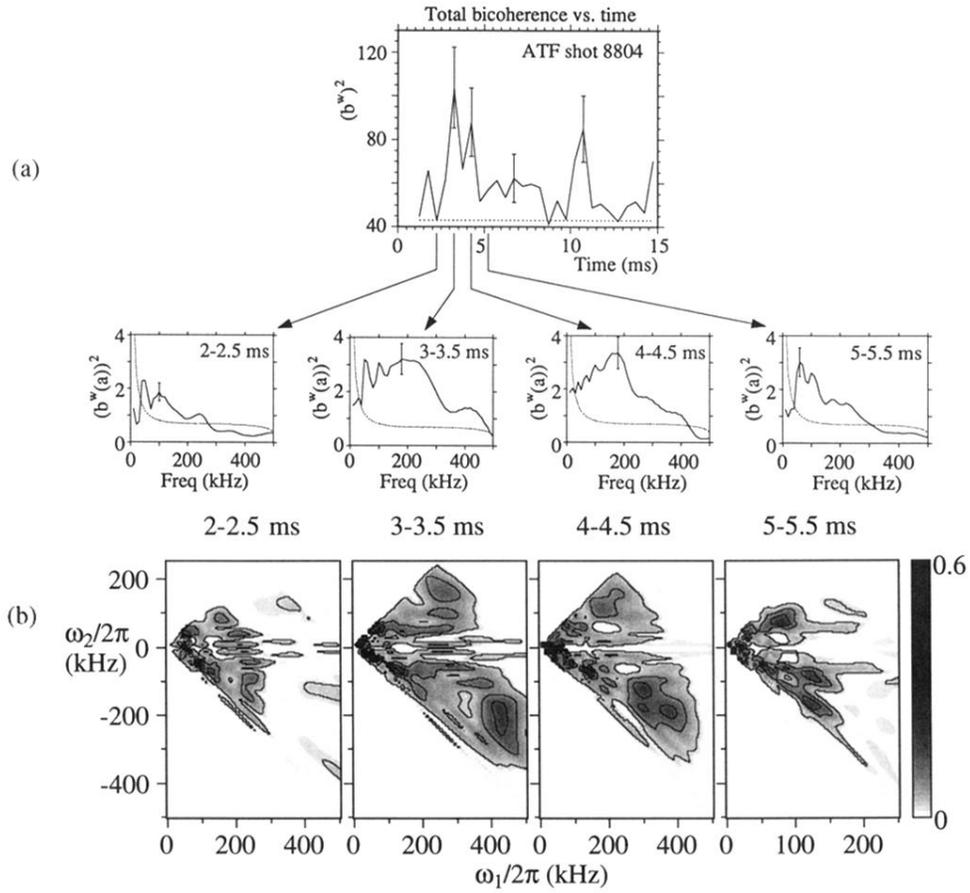 Total bicoherence vs. time
ATF shot 8804
(b^w)^2
120
80
40
0 5 10 15
Time (ms)
(a)
(b^w(a))^2
4
2
0
2-2.5 ms
0 200 400
Freq (kHz)
(b^w(a))^2
4
2
0
3-3.5 ms
0 200 400
Freq (kHz)
(b^w(a))^2
4
2
0
4-4.5 ms
0 200 400
Freq (kHz)
(b^w(a))^2
4
2
0
5-5.5 ms
0 200 400
Freq (kHz)
2-2.5 ms 3-3.5 ms 4-4.5 ms 5-5.5 ms
(b)
ω₂/2π
(kHz)
200
0
-200
-400
0 200 400 0 200 400 0 200 400 0 100 200
ω₁/2π (kHz)
0.6
0